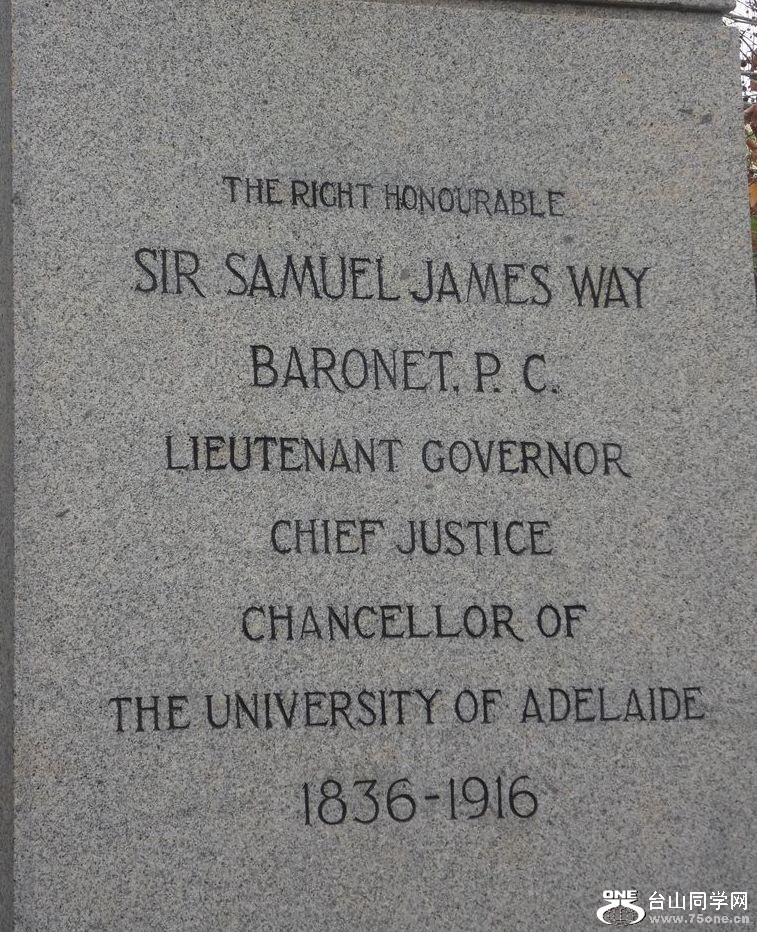 THE RIGHT HONOURABLE
SIR SAMUEL JAMES WAY
BARONET. P. C.
LIEUTENANT GOVERNOR
CHIEF JUSTICE
CHANCELLOR OF
THE UNIVERSITY OF ADELAIDE
1836-1916
ONE 台山同学网
www.75one.cn